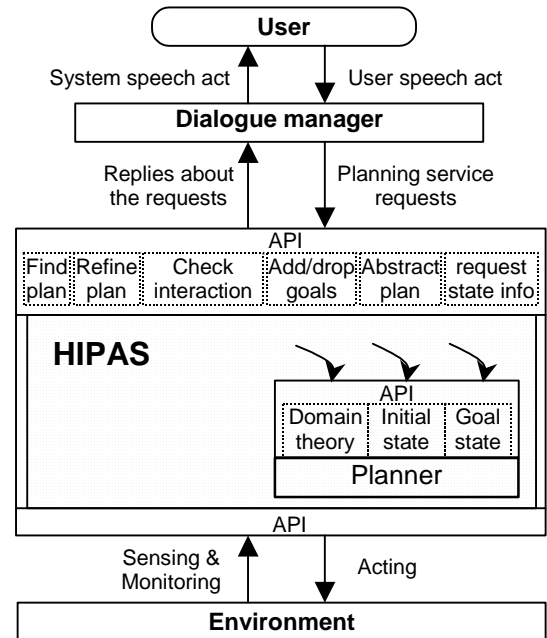 User
System speech act
User speech act
Dialogue manager
Replies about
the requests
Planning service
requests
API
Find
plan
Refine
plan
Check
interaction
Add/drop
goals
Abstract
plan
request
state info
HIPAS
API
Domain
theory
Initial
state
Goal
state
Planner
API
Sensing &
Monitoring
Acting
Environment